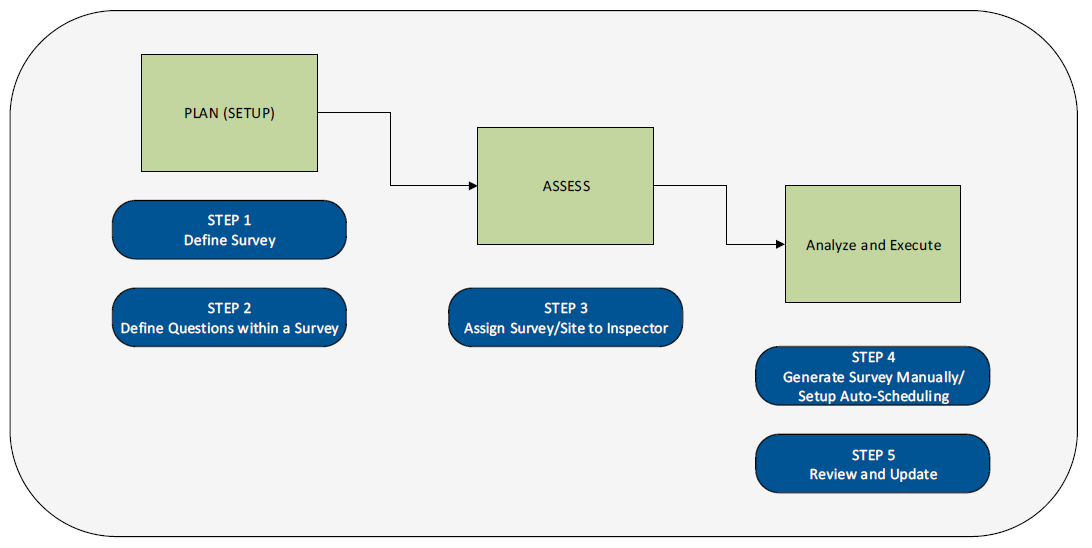 PLAN (SETUP)
STEP 1
Define Survey
STEP 2
Define Questions within a Survey
ASSESS
STEP 3
Assign Survey/Site to Inspector
Analyze and Execute
STEP 4
Generate Survey Manually/
Setup Auto-Scheduling
STEP 5
Review and Update